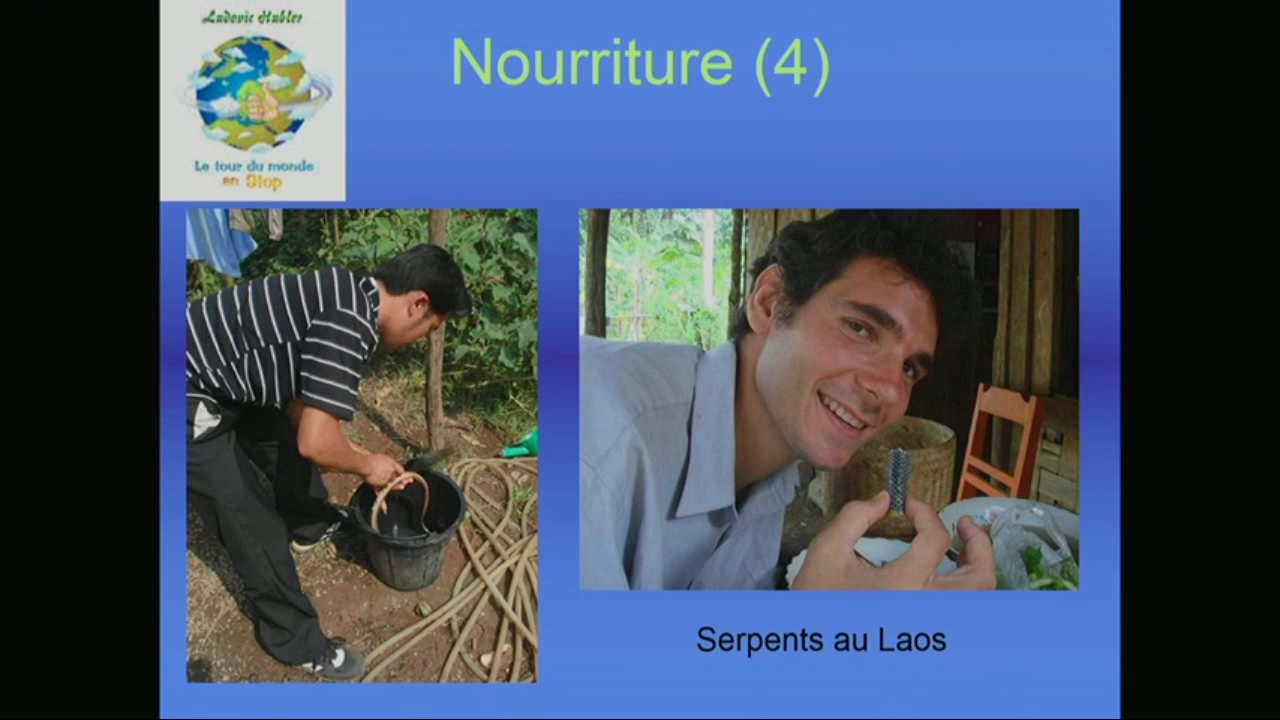 Ludovic Hubler
Nourriture (4)
Le tour du monde
en Stop
Serpents au Laos